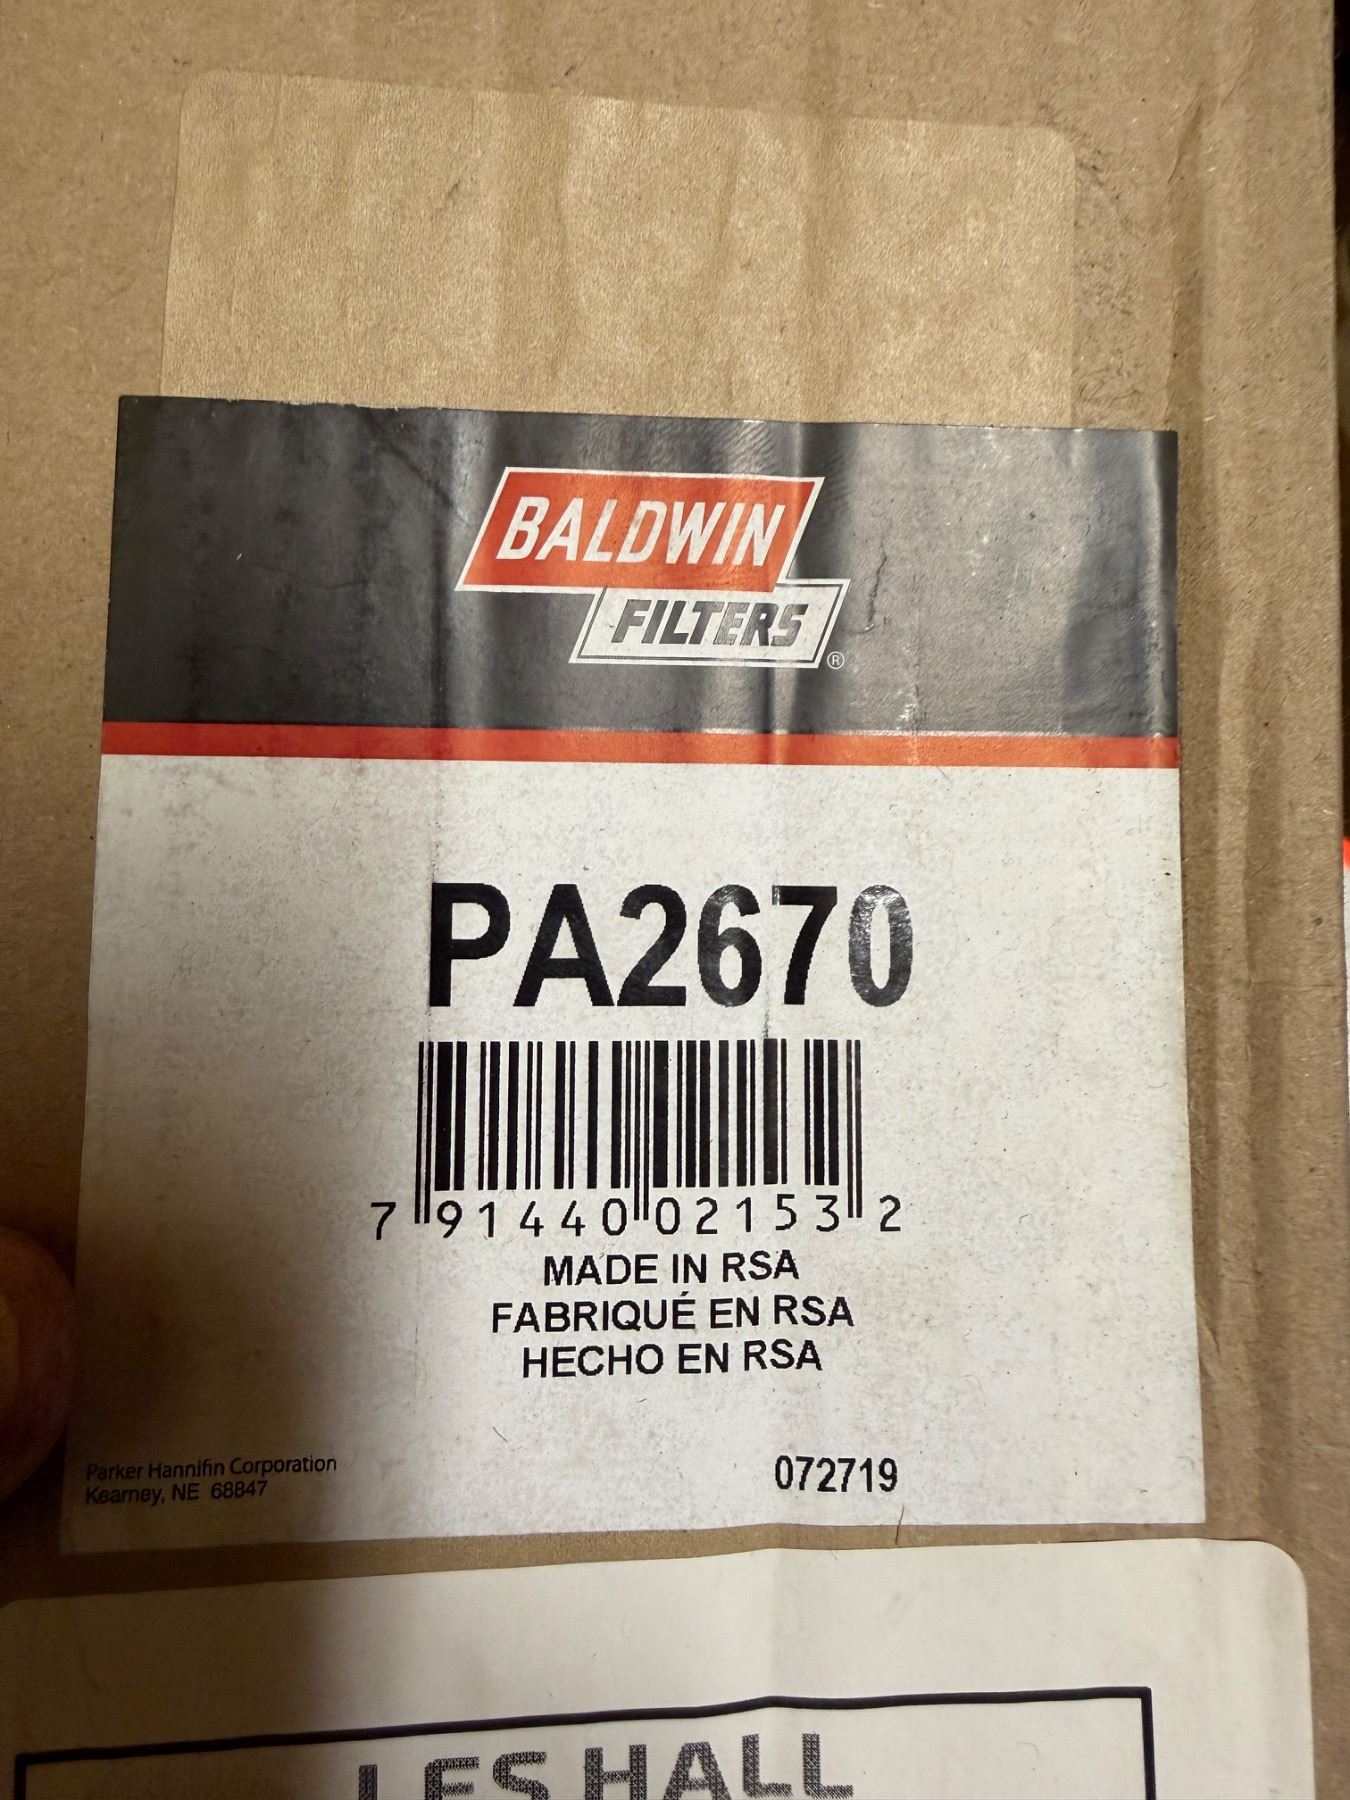 BALDWIN
FILTERS
®
PA2670
7 91440 02153 2
MADE IN RSA
FABRIQUÉ EN RSA
HECHO EN RSA
Parker Hannifin Corporation
Kearney, NE 68847
072719
LES HALL